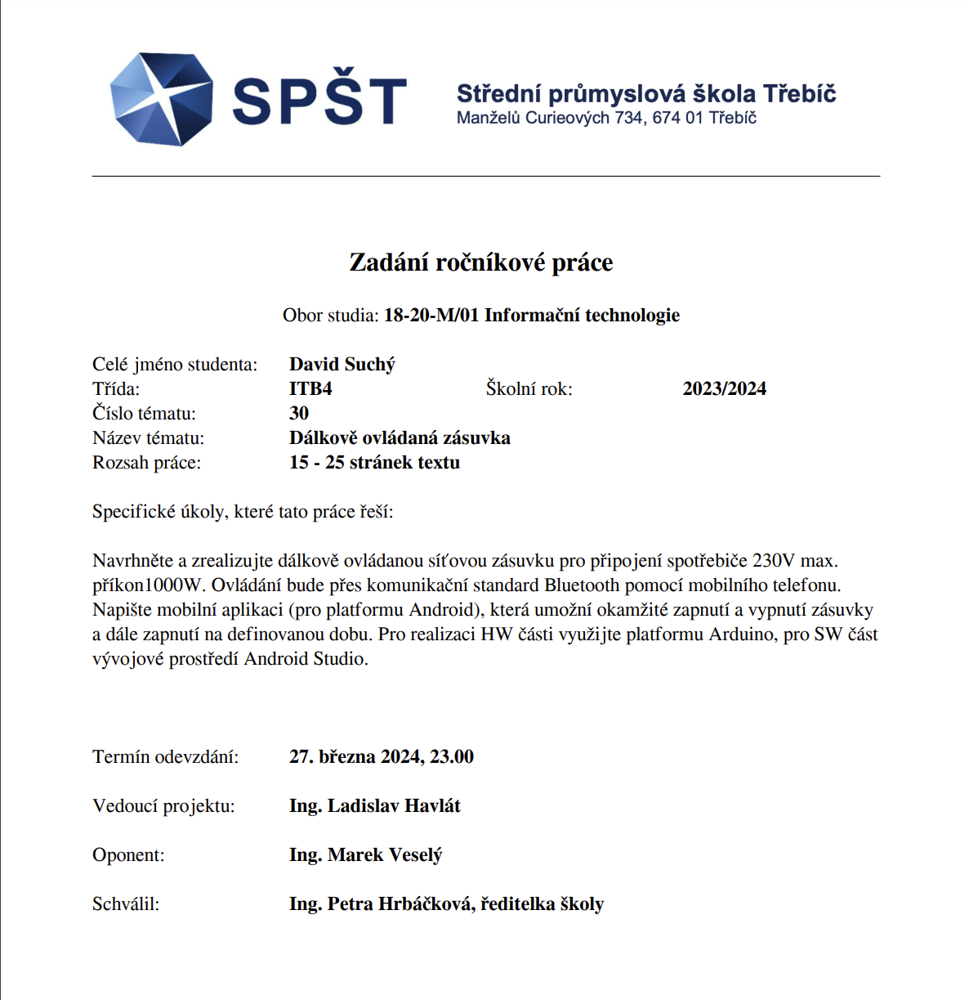 SPŠT
Střední průmyslová škola Třebíč
Manželů Curieových 734, 674 01 Třebíč
Zadání ročníkové práce
Obor studia: 18-20-M/01 Informační technologie
Celé jméno studenta: David Suchý
Třída: ITB4 Školní rok: 2023/2024
Číslo tématu: 30
Název tématu: Dálkově ovládaná zásuvka
Rozsah práce: 15 - 25 stránek textu
Specifické úkoly, které tato práce řeší:
Navrhněte a zrealizujte dálkově ovládanou síťovou zásuvku pro připojení spotřebiče 230V max.
příkon1000W. Ovládání bude přes komunikační standard Bluetooth pomocí mobilního telefonu.
Napište mobilní aplikaci (pro platformu Android), která umožní okamžité zapnutí a vypnutí zásuvky
a dále zapnutí na definovanou dobu. Pro realizaci HW části využijte platformu Arduino, pro SW část
vývojové prostředí Android Studio.
Termín odevzdání: 27. března 2024, 23.00
Vedoucí projektu: Ing. Ladislav Havlát
Oponent: Ing. Marek Veselý
Schválil: Ing. Petra Hrbáčková, ředitelka školy